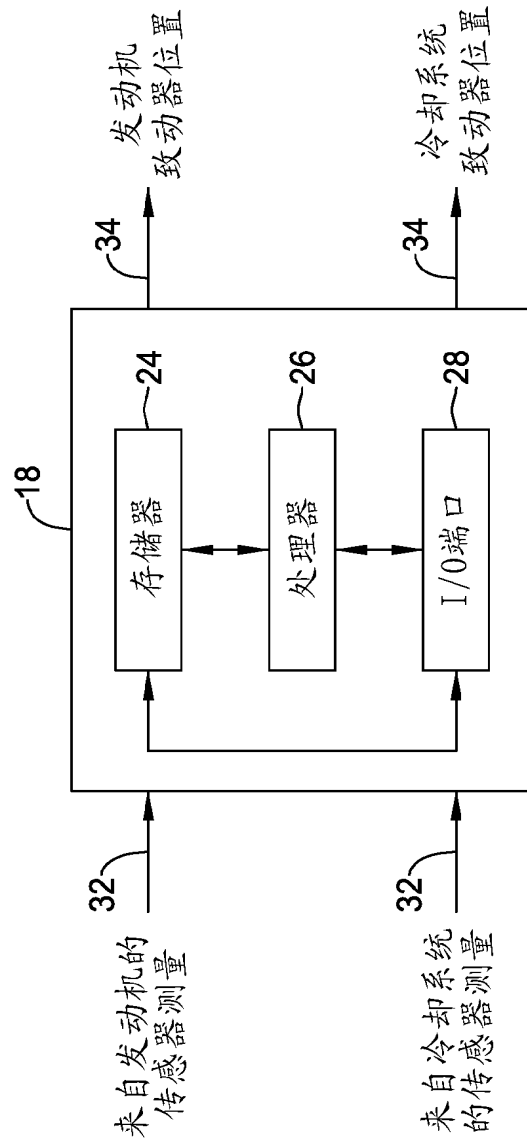 18
来自发动机的
传感器测量
32
存储器
24
34
发动机
致动器位置
处理器
26
来自冷却系统
的传感器测量
32
I/O端口
28
34
冷却系统
致动器位置